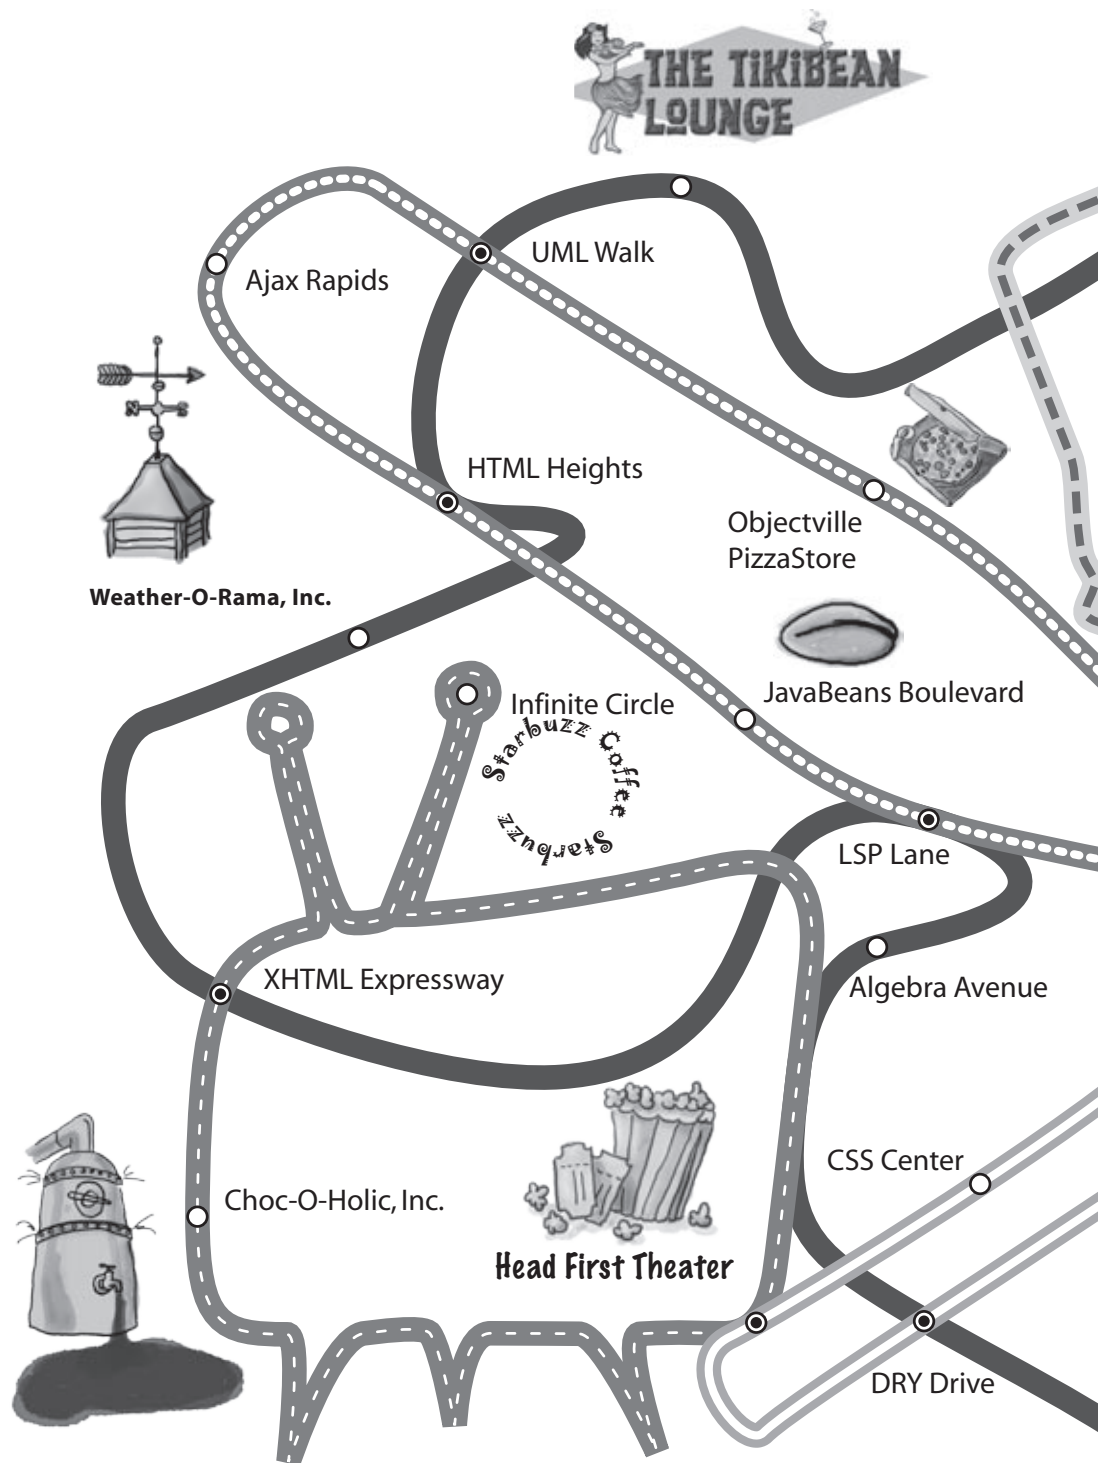 THE TiKiBEAN
LOUNGE
UML Walk
Ajax Rapids
HTML Heights
Objectville
PizzaStore
Weather-O-Rama, Inc.
JavaBeans Boulevard
Infinite Circle
Starbuzz Coffee
Starbuzz
LSP Lane
XHTML Expressway
Algebra Avenue
CSS Center
Choc-O-Holic, Inc.
Head First Theater
DRY Drive